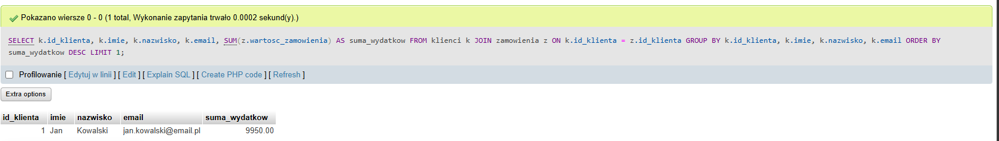 Pokazano wiersze 0 - 0 (1 total, Wykonanie zapytania trwało 0.0002 sekund(y).)
SELECT k.id_klienta, k.imie, k.nazwisko, k.email, SUM(z.wartosc_zamowienia) AS suma_wydatkow FROM klienci k JOIN zamowienia z ON k.id_klienta = z.id_klienta GROUP BY k.id_klienta, k.imie, k.nazwisko, k.email ORDER BY
suma_wydatkow DESC LIMIT 1;
Profilowanie [ Edytuj w linii ] [ Edit ] [ Explain SQL ] [ Create PHP code ] [ Refresh ]
Extra options
id_klienta imie nazwisko email suma_wydatkow
1 Jan Kowalski jan.kowalski@email.pl 9950.00